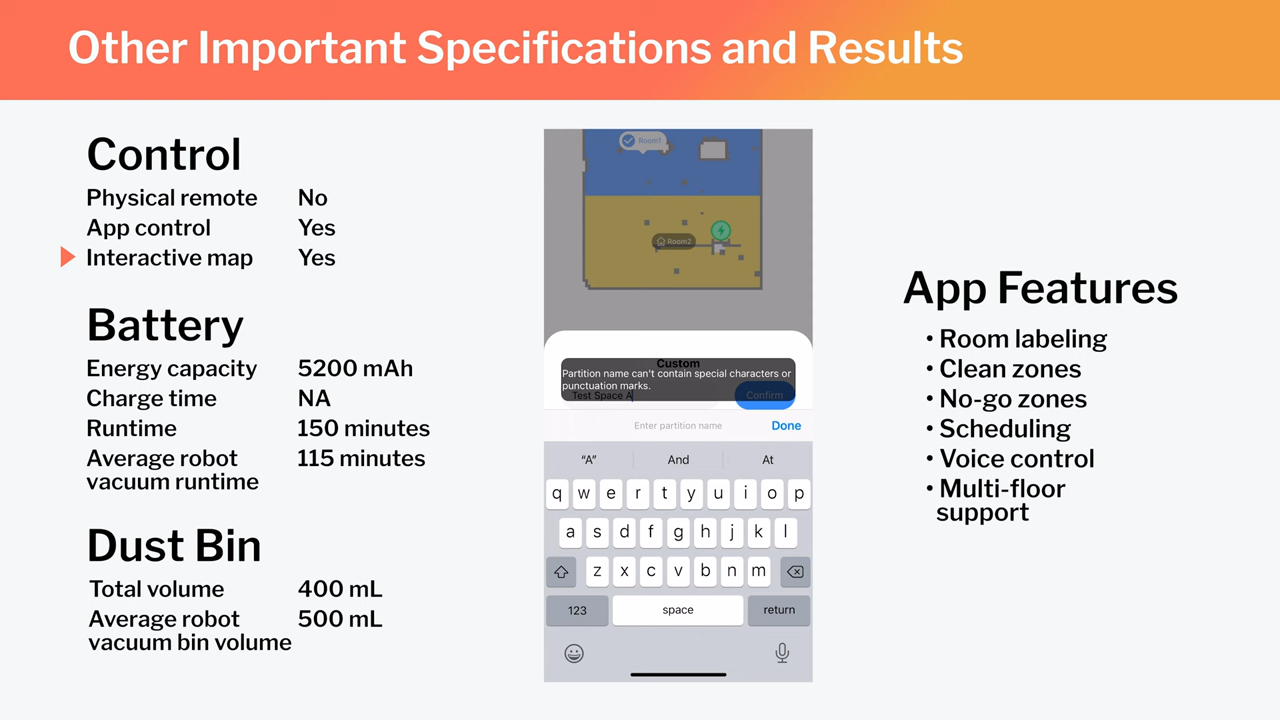 Other Important Specifications and Results
Control
Physical remote No
App control Yes
Interactive map Yes
Battery
Energy capacity 5200 mAh
Charge time NA
Runtime 150 minutes
Average robot 115 minutes
vacuum runtime
Dust Bin
Total volume 400 mL
Average robot 500 mL
vacuum bin volume
Room1
Room2
Custom
Partition name can't contain special characters or
punctuation marks.
Test Space A
Confirm
Enter partition name Done
“A” And At
q w e r t y u i o p
a s d f g h j k l
z x c v b n m
123 space return
App Features
• Room labeling
• Clean zones
• No-go zones
• Scheduling
• Voice control
• Multi-floor
support